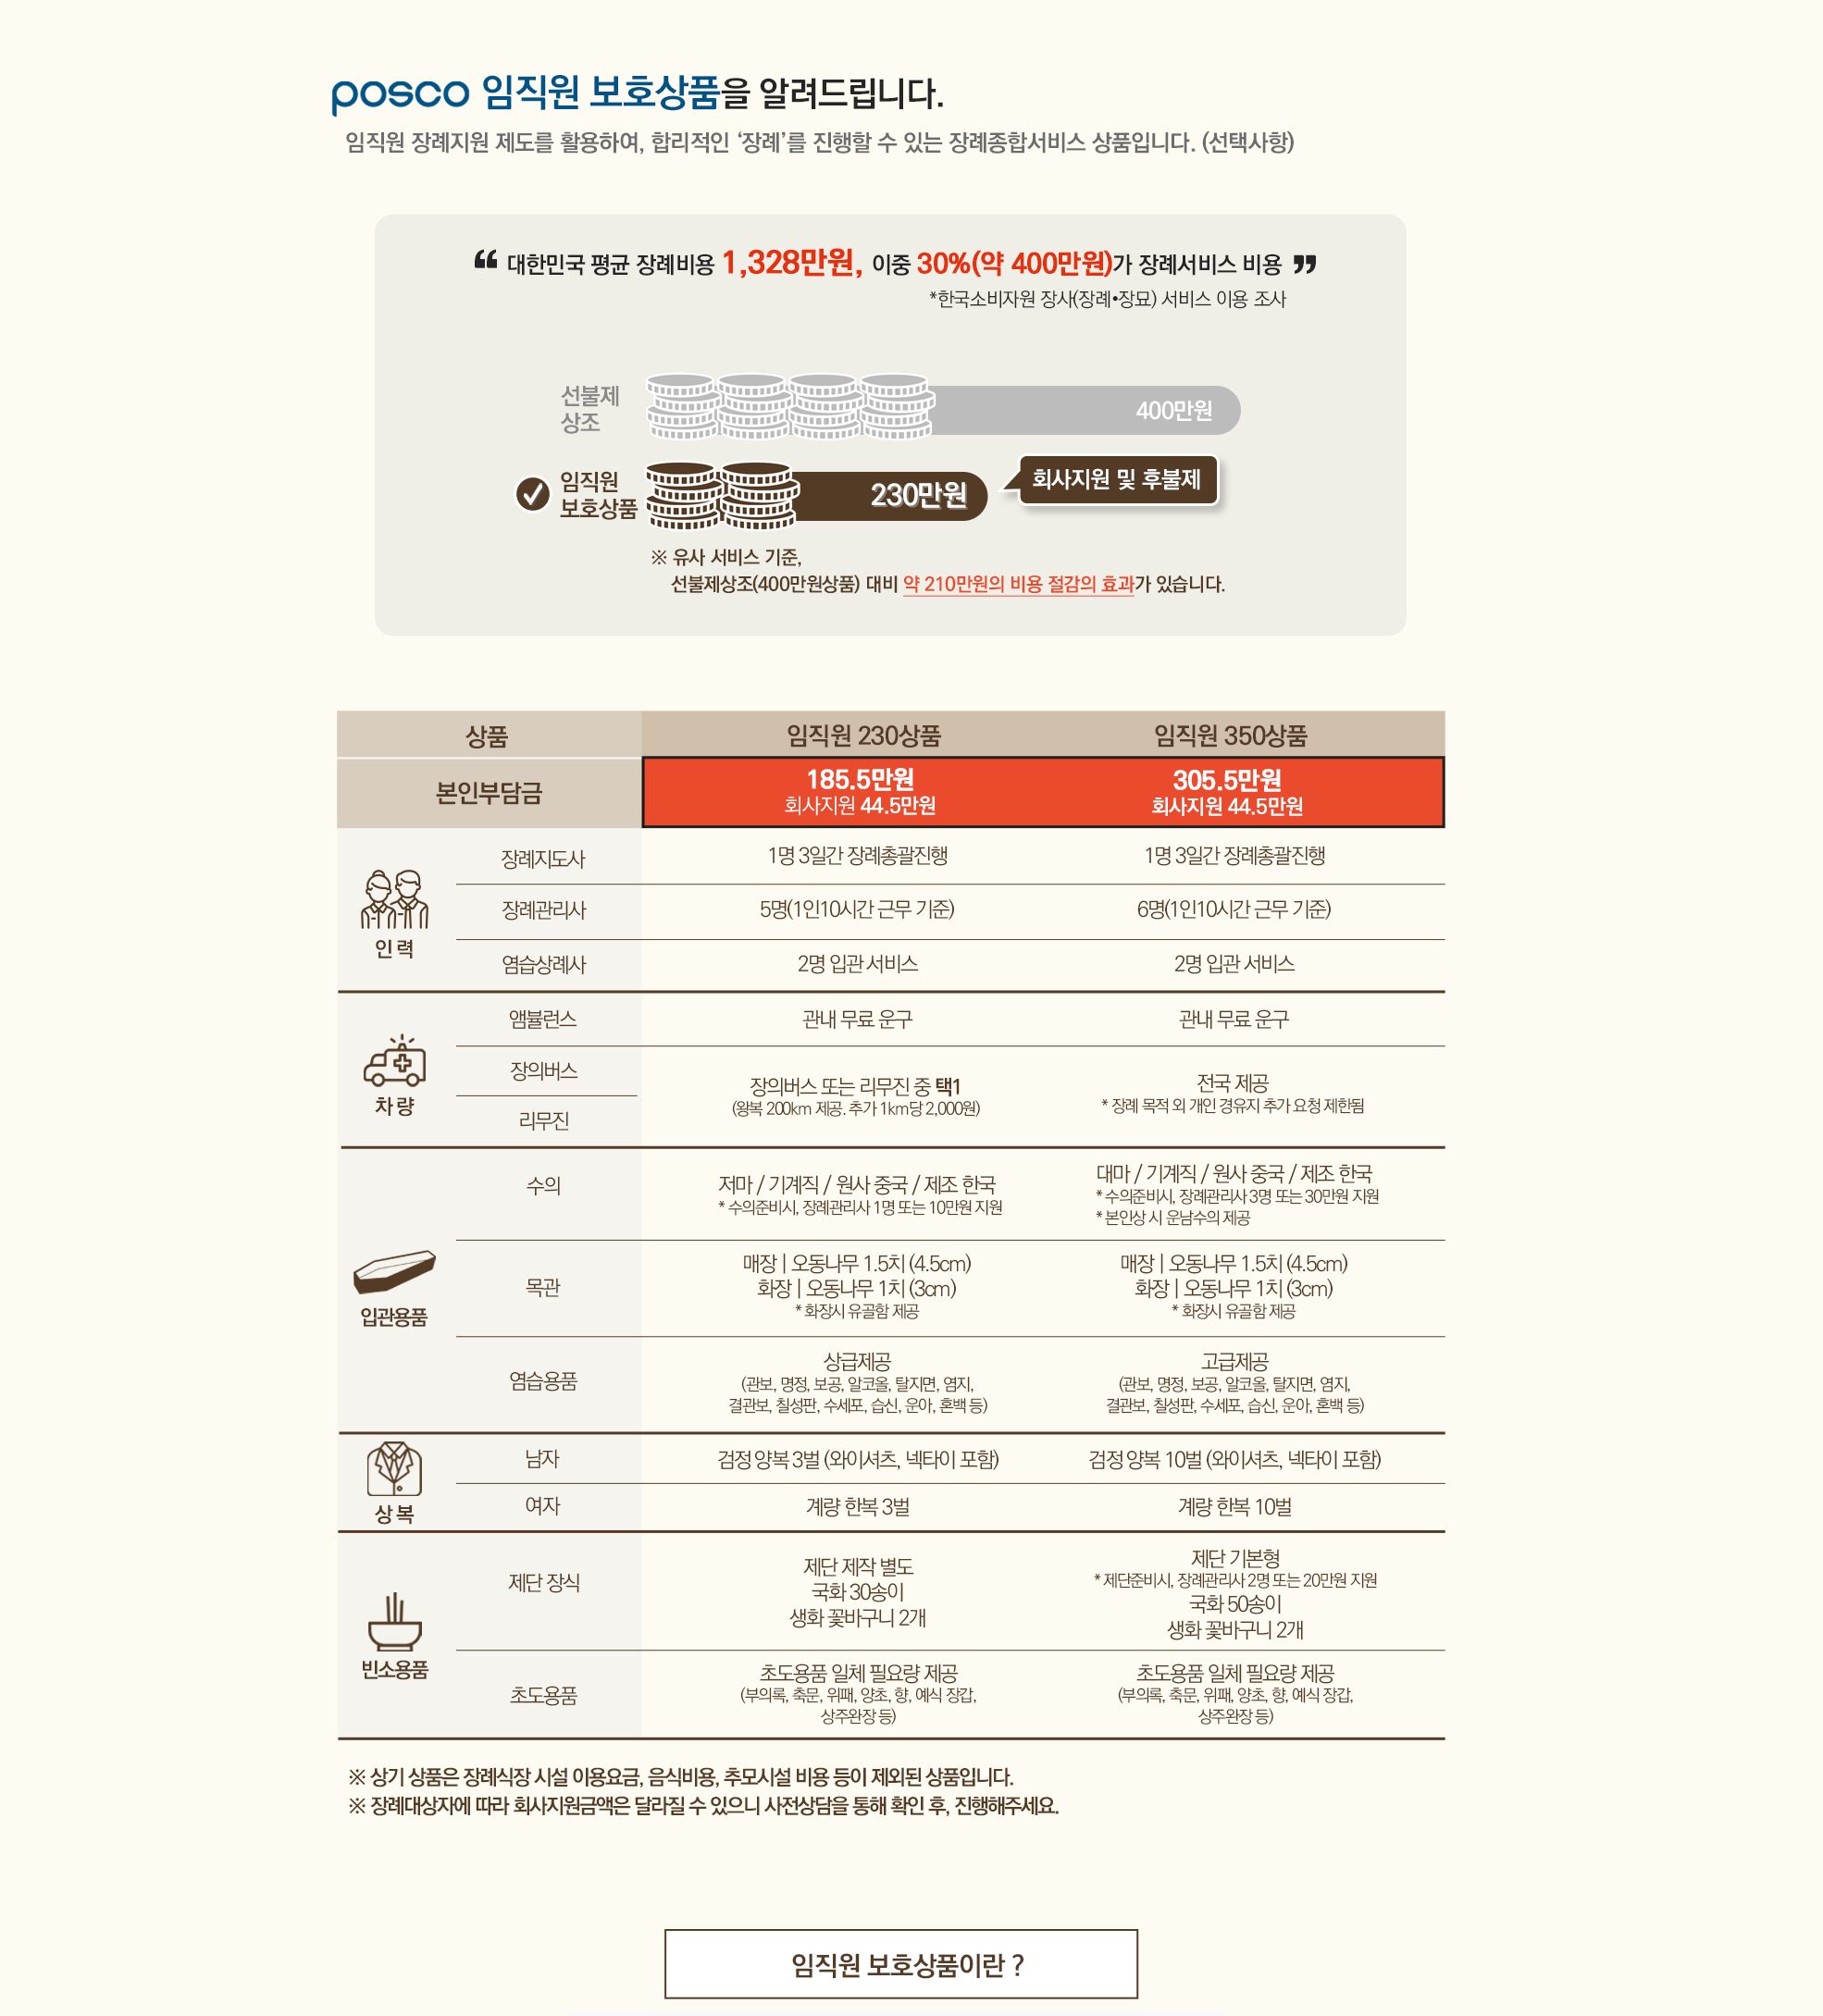 posco 임직원 보호상품을 알려드립니다.
임직원 장례지원 제도를 활용하여, 합리적인 ‘장례’를 진행할 수 있는 장례종합서비스 상품입니다. (선택사항)
“ 대한민국 평균 장례비용 1,328만원, 이중 30%(약 400만원)가 장례서비스 비용 ”
*한국소비자원 장사(장례•장묘) 서비스 이용 조사
선불제
상조
400만원
임직원
보호상품
230만원
회사지원 및 후불제
※ 유사 서비스 기준,
선불제상조(400만원상품) 대비 약 210만원의 비용 절감의 효과가 있습니다.
상품 임직원 230상품 임직원 350상품
본인부담금
185.5만원 305.5만원
회사지원 44.5만원 회사지원 44.5만원
인 력
장례지도사 1명 3일간 장례총괄진행 1명 3일간 장례총괄진행
장례관리사 5명(1인10시간 근무 기준) 6명(1인10시간 근무 기준)
염습상례사 2명 입관 서비스 2명 입관 서비스
차 량
앰뷸런스 관내 무료 운구 관내 무료 운구
장의버스
리무진
장의버스 또는 리무진 중 택1
(왕복 200km 제공. 추가 1km당 2,000원)
전국 제공
* 장례 목적 외 개인 경유지 추가 요청 제한됨
입관용품
수의
저마 / 기계직 / 원사 중국 / 제조 한국
* 수의준비시, 장례관리사 1명 또는 10만원 지원
대마 / 기계직 / 원사 중국 / 제조 한국
* 수의준비시, 장례관리사 3명 또는 30만원 지원
* 본인상 시 운남수의 제공
목관
매장 | 오동나무 1.5치 (4.5cm)
화장 | 오동나무 1치 (3cm)
* 화장시 유골함 제공
매장 | 오동나무 1.5치 (4.5cm)
화장 | 오동나무 1치 (3cm)
* 화장시 유골함 제공
염습용품
상급제공
(관보, 명정, 보공, 알코올, 탈지면, 염지,
결관보, 칠성판, 수세포, 습신, 운아, 혼백 등)
고급제공
(관보, 명정, 보공, 알코올, 탈지면, 염지,
결관보, 칠성판, 수세포, 습신, 운아, 혼백 등)
상 복
남자 검정 양복 3벌 (와이셔츠, 넥타이 포함) 검정 양복 10벌 (와이셔츠, 넥타이 포함)
여자 계량 한복 3벌 계량 한복 10벌
빈소용품
제단 장식
제단 제작 별도
국화 30송이
생화 꽃바구니 2개
제단 기본형
* 제단준비시, 장례관리사 2명 또는 20만원 지원
국화 50송이
생화 꽃바구니 2개
초도용품
초도용품 일체 필요량 제공
(부의록, 축문, 위패, 양초, 향, 예식 장갑,
상주완장 등)
초도용품 일체 필요량 제공
(부의록, 축문, 위패, 양초, 향, 예식 장갑,
상주완장 등)
※ 상기 상품은 장례식장 시설 이용요금, 음식비용, 추모시설 비용 등이 제외된 상품입니다.
※ 장례대상자에 따라 회사지원금액은 달라질 수 있으니 사전상담을 통해 확인 후, 진행해주세요.
임직원 보호상품이란 ?